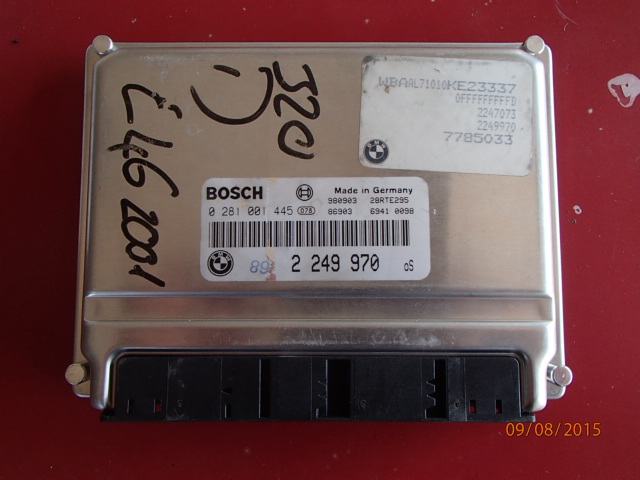 320
i
E46 2001
WBAAL71010KE23337
0FFFFFFFFFD
2247073
2249970
7785033
BOSCH
Made in Germany
0 281 001 445 078
980903 28RTE295
86903 6941 0098
2 249 970
09/08/2015